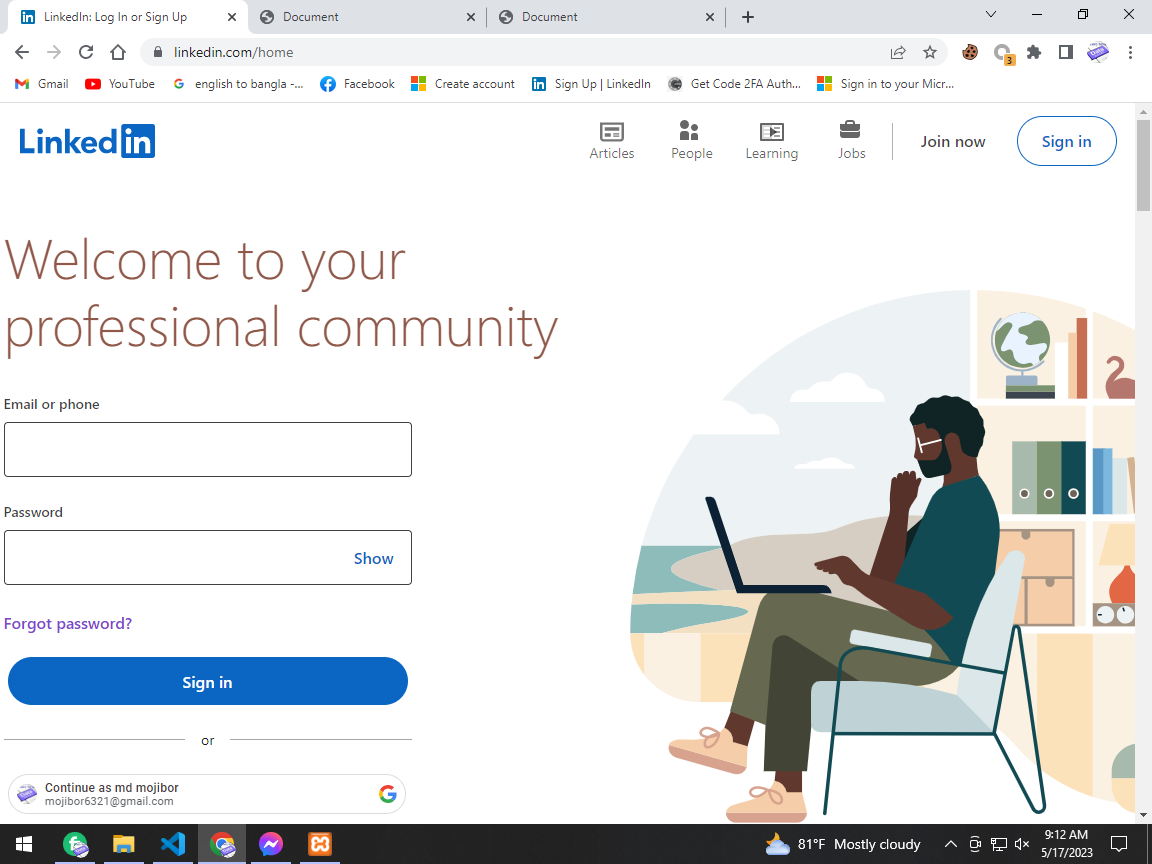 LinkedIn: Log In or Sign Up
Document
Document
linkedin.com/home
3
Gmail
YouTube
english to bangla -...
Facebook
Create account
Sign Up | LinkedIn
Get Code 2FA Auth...
Sign in to your Micr...
Linked in
Articles
People
Learning
Jobs
Join now
Sign in
Welcome to your
professional community
Email or phone
Password
Show
Forgot password?
Sign in
or
Continue as md mojibor
mojibor6321@gmail.com
81°F Mostly cloudy
9:12 AM
5/17/2023